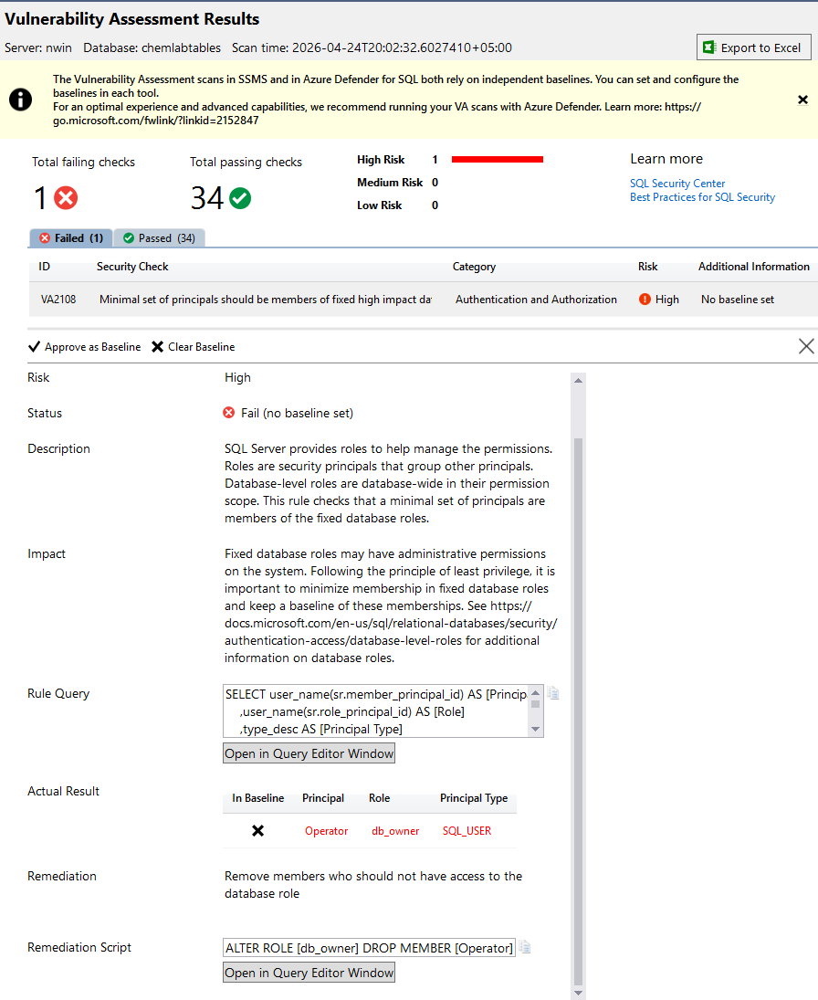 Vulnerability Assessment Results
Server: nwin Database: chemlabtables Scan time: 2026-04-24T20:02:32.6027410+05:00
Export to Excel
The Vulnerability Assessment scans in SSMS and in Azure Defender for SQL both rely on independent baselines. You can set and configure the
baselines in each tool.
For an optimal experience and advanced capabilities, we recommend running your VA scans with Azure Defender. Learn more: https://
go.microsoft.com/fwlink/?linkid=2152847
Total failing checks
1
Total passing checks
34
High Risk 1
Medium Risk 0
Low Risk 0
Learn more
SQL Security Center
Best Practices for SQL Security
Failed (1) Passed (34)
ID Security Check Category Risk Additional Information
VA2108 Minimal set of principals should be members of fixed high impact da Authentication and Authorization High No baseline set
Approve as Baseline Clear Baseline
Risk High
Status Fail (no baseline set)
Description SQL Server provides roles to help manage the permissions.
Roles are security principals that group other principals.
Database-level roles are database-wide in their permission
scope. This rule checks that a minimal set of principals are
members of the fixed database roles.
Impact Fixed database roles may have administrative permissions
on the system. Following the principle of least privilege, it is
important to minimize membership in fixed database roles
and keep a baseline of these memberships. See https://
docs.microsoft.com/en-us/sql/relational-databases/security/
authentication-access/database-level-roles for additional
information on database roles.
Rule Query SELECT user_name(sr.member_principal_id) AS [Princip
,user_name(sr.role_principal_id) AS [Role]
,type_desc AS [Principal Type]
Open in Query Editor Window
Actual Result In Baseline Principal Role Principal Type
Operator db_owner SQL_USER
Remediation Remove members who should not have access to the
database role
Remediation Script ALTER ROLE [db_owner] DROP MEMBER [Operator]
Open in Query Editor Window